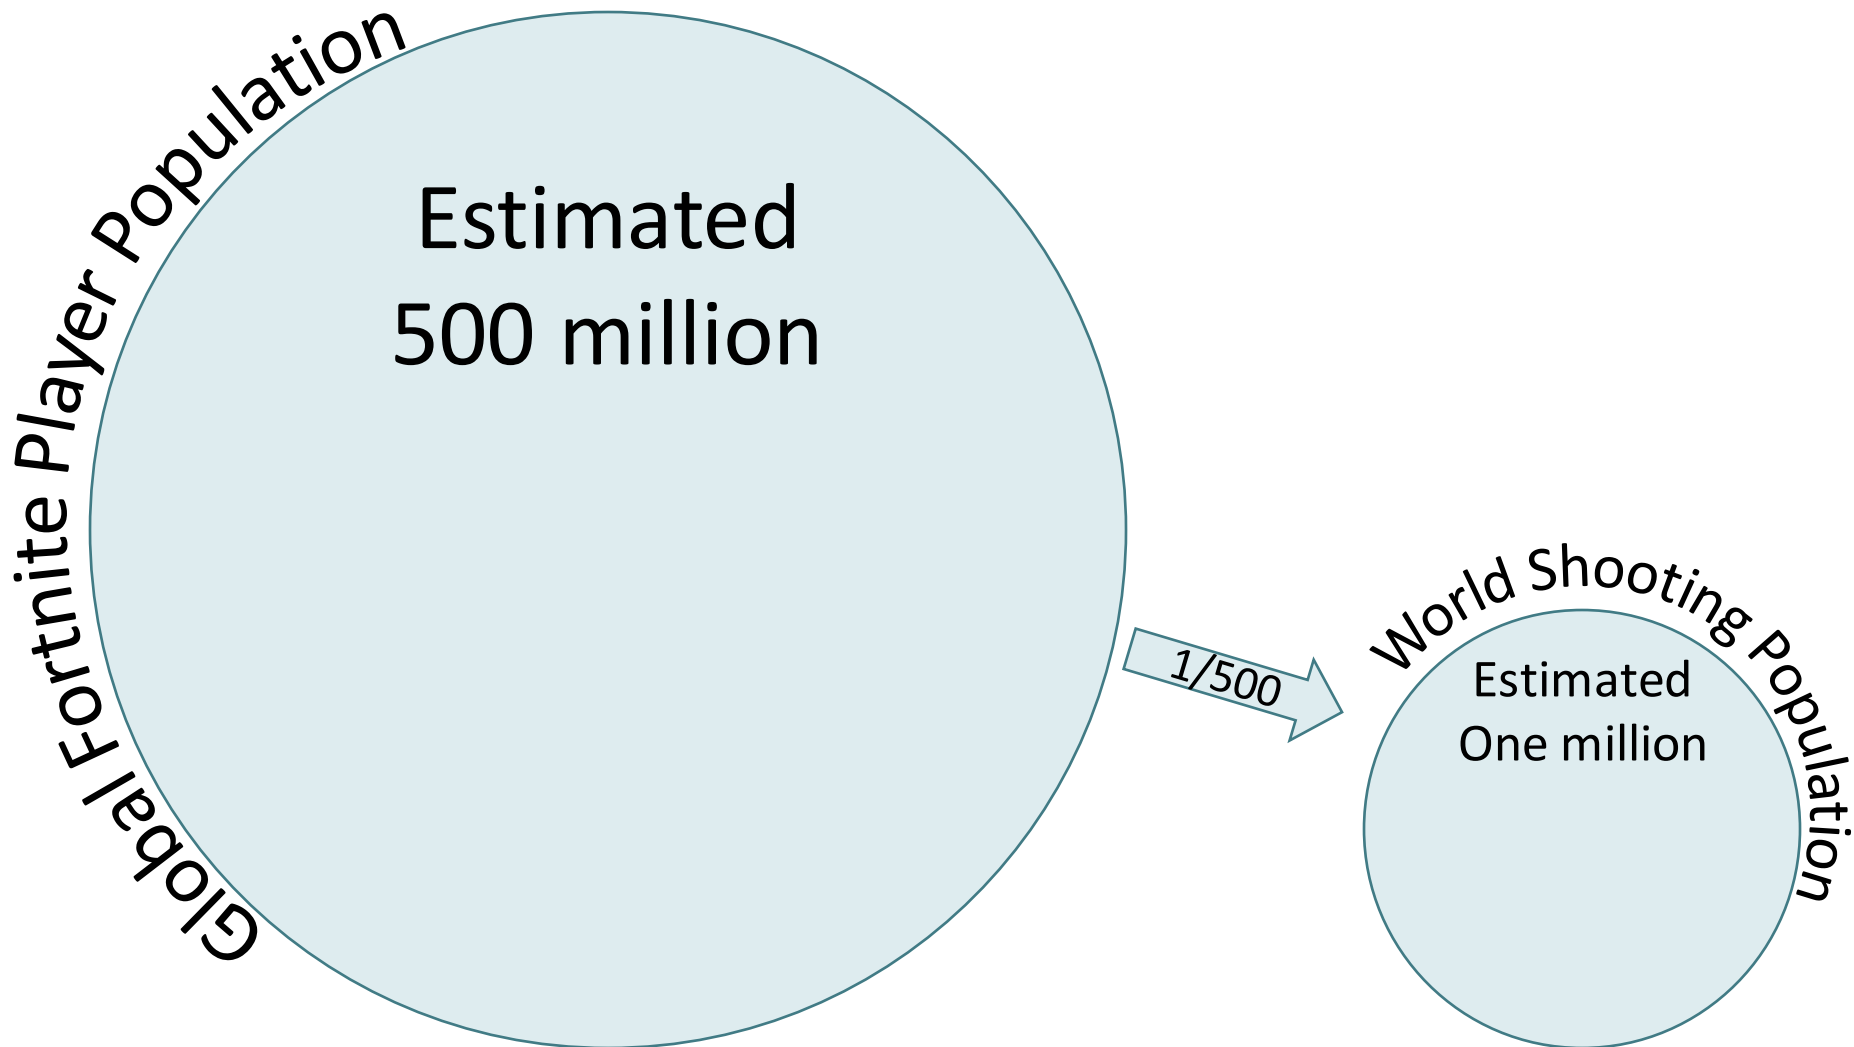 Global Fortnite Player Population
Estimated
500 million
1/500
World Shooting Population
Estimated
One million